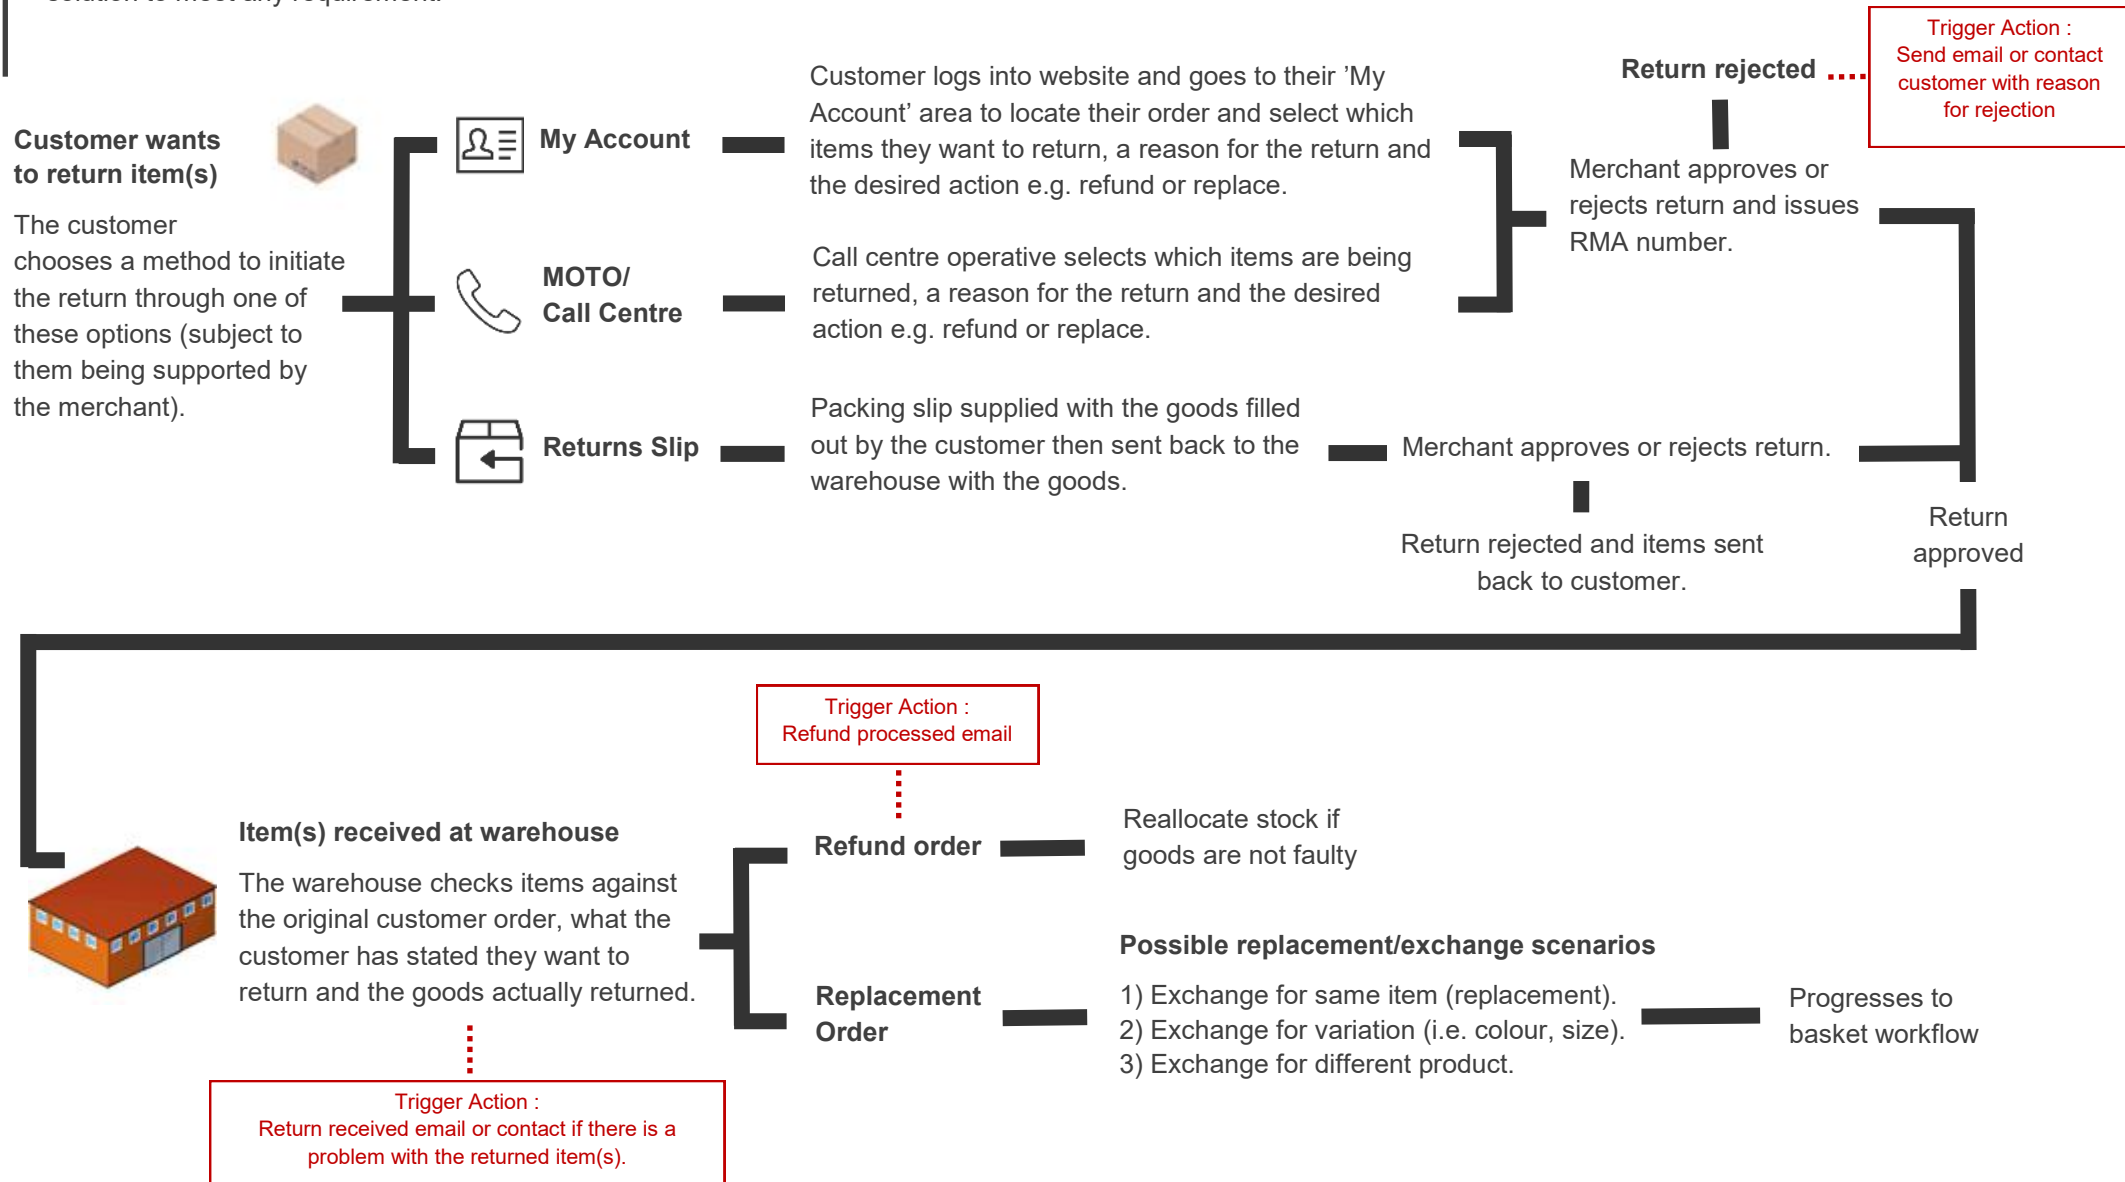 solution to meet any requirement.
Customer wants
to return item(s)
The customer
chooses a method to initiate
the return through one of
these options (subject to
them being supported by
the merchant).
My Account
Customer logs into website and goes to their ’My
Account’ area to locate their order and select which
items they want to return, a reason for the return and
the desired action e.g. refund or replace.
MOTO/
Call Centre
Call centre operative selects which items are being
returned, a reason for the return and the desired
action e.g. refund or replace.
Returns Slip
Packing slip supplied with the goods filled
out by the customer then sent back to the
warehouse with the goods.
Return rejected
Trigger Action :
Send email or contact
customer with reason
for rejection
Merchant approves or
rejects return and issues
RMA number.
Merchant approves or rejects return.
Return rejected and items sent
back to customer.
Return
approved
Item(s) received at warehouse
The warehouse checks items against
the original customer order, what the
customer has stated they want to
return and the goods actually returned.
Trigger Action :
Return received email or contact if there is a
problem with the returned item(s).
Trigger Action :
Refund processed email
Refund order
Reallocate stock if
goods are not faulty
Replacement
Order
Possible replacement/exchange scenarios
1) Exchange for same item (replacement).
2) Exchange for variation (i.e. colour, size).
3) Exchange for different product.
Progresses to
basket workflow